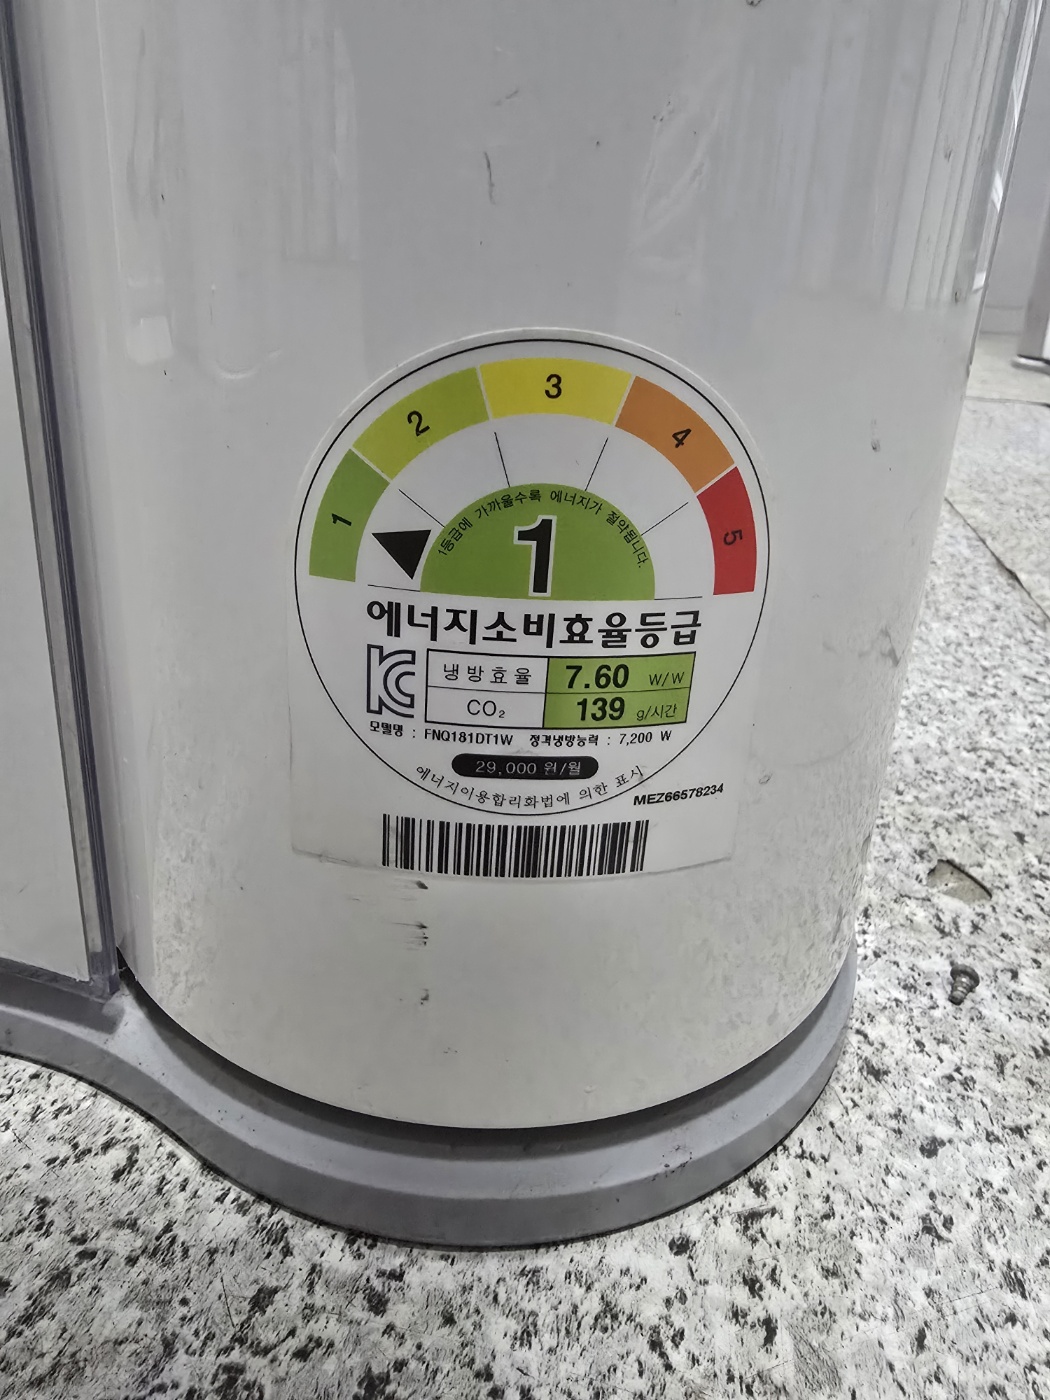 1
2
3
4
5
1등급에 가까울수록 에너지가 절약됩니다.
1
에너지소비효율등급
KC
냉방효율 7.60 W/W
CO₂ 139 g/시간
모델명 : FNQ181DT1W 정격냉방능력 : 7,200 W
29,000 원/월
에너지이용합리화법에 의한 표시
MEZ66578234